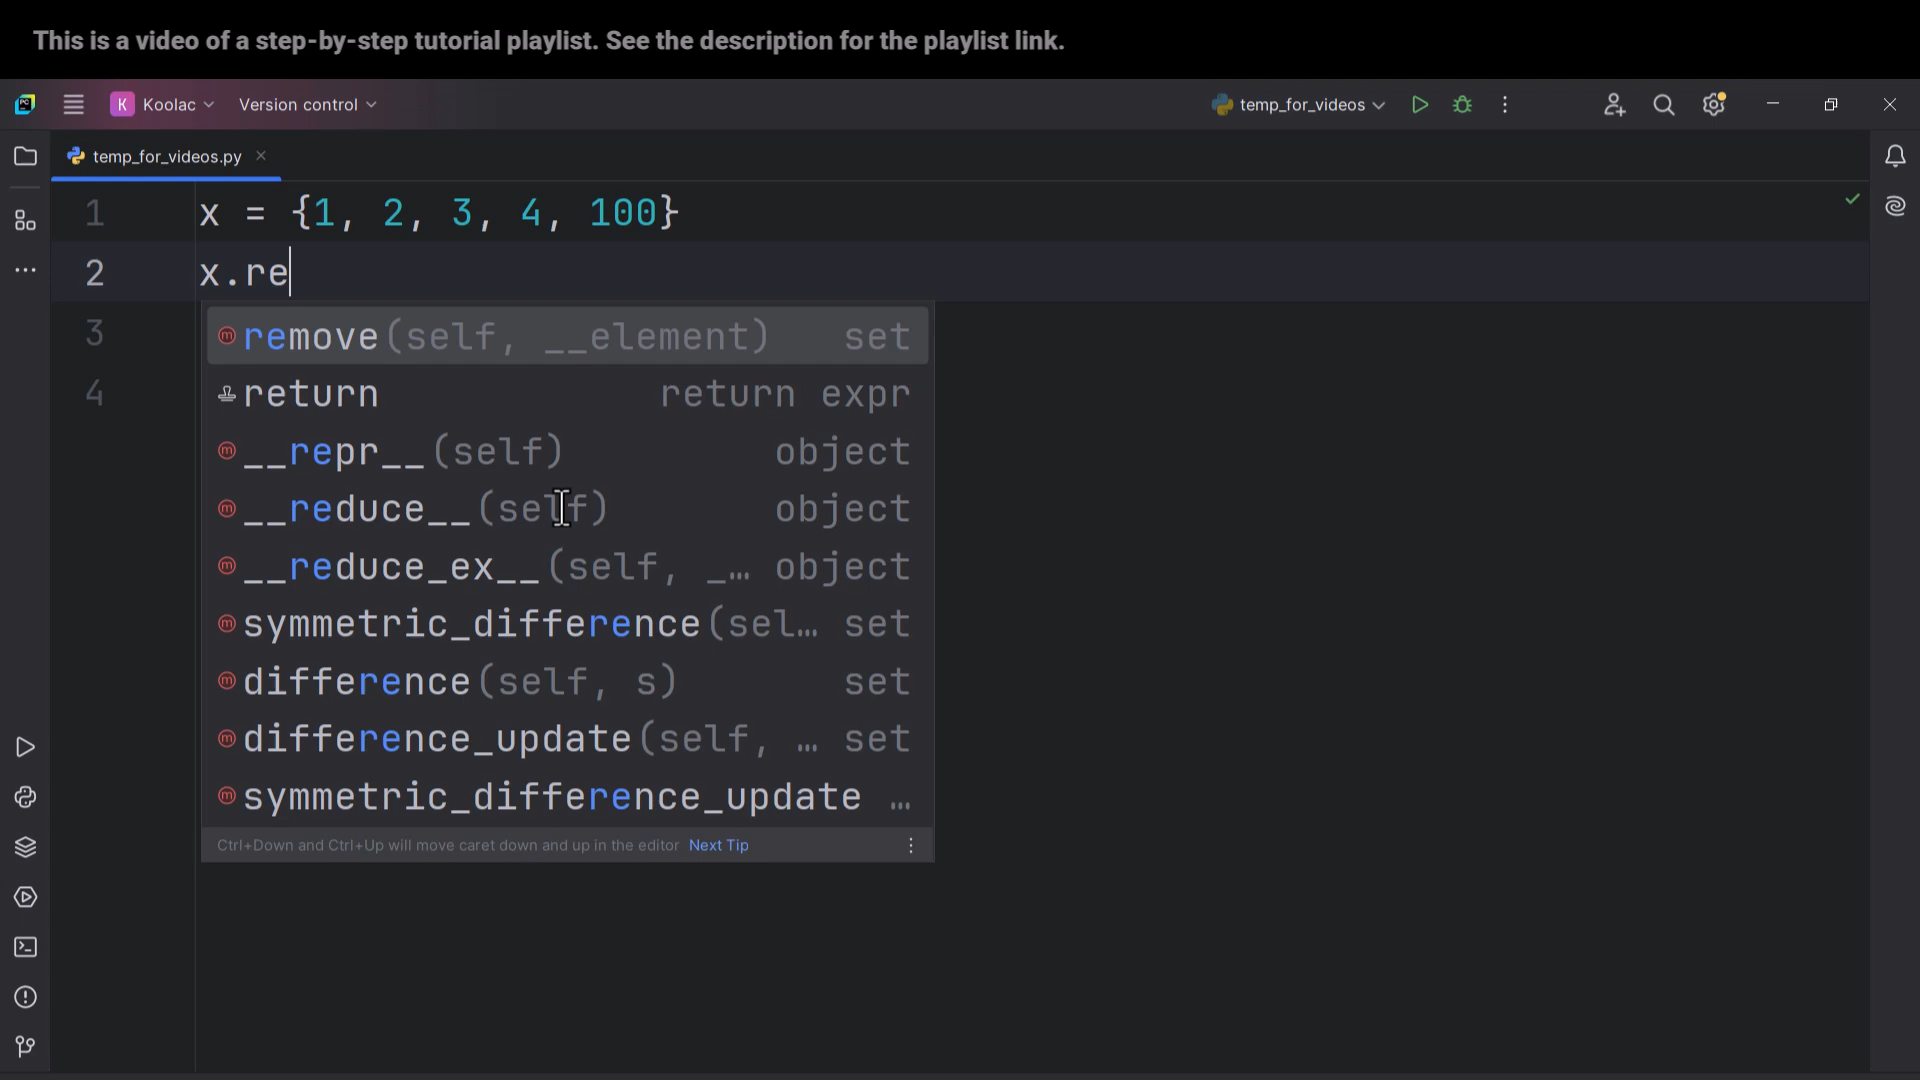 This is a video of a step-by-step tutorial playlist. See the description for the playlist link.
K Koolac Version control temp_for_videos
temp_for_videos.py
1 x = {1, 2, 3, 4, 100}
2 x.re
3
4
remove(self, __element) set
return return expr
__repr__(self) object
__reduce__(self) object
__reduce_ex__(self, _… object
symmetric_difference(sel… set
difference(self, s) set
difference_update(self, … set
symmetric_difference_update …
Ctrl+Down and Ctrl+Up will move caret down and up in the editor Next Tip